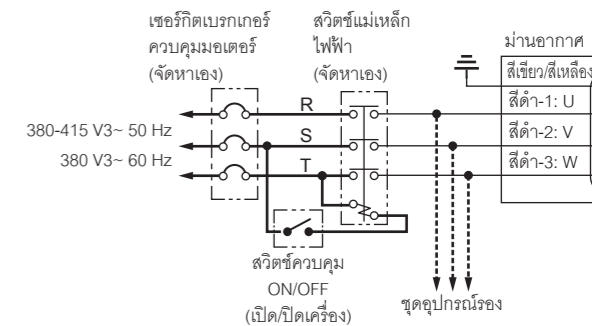 เซอร์กิตเบรกเกอร์
ควบคุมมอเตอร์
(จัดหาเอง)
สวิตช์แม่เหล็ก
ไฟฟ้า
(จัดหาเอง)
ม่านอากาศ
สีเขียว/สีเหลือง
สีดำ-1: U
สีดำ-2: V
สีดำ-3: W
R
S
T
380-415 V3~ 50 Hz
380 V3~ 60 Hz
สวิตช์ควบคุม
ON/OFF
(เปิด/ปิดเครื่อง)
ชุดอุปกรณ์รอง